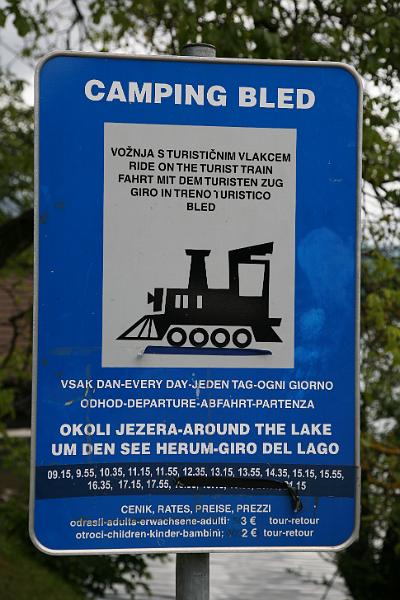 CAMPING BLED
VOŽNJA S TURISTIČNIM VLAKCEM
RIDE ON THE TURIST TRAIN
FAHRT MIT DEM TURISTEN ZUG
GIRO IN TRENO TURISTICO
BLED
VSAK DAN-EVERY DAY-JEDEN TAG-OGNI GIORNO
ODHOD-DEPARTURE-ABFAHRT-PARTENZA
OKOLI JEZERA-AROUND THE LAKE
UM DEN SEE HERUM-GIRO DEL LAGO
09.15, 9.55, 10.35, 11.15, 11.55, 12.35, 13.15, 13.55, 14.35, 15.15, 15.55,
16.35, 17.15, 17.55,
CENIK, RATES, PREISE, PREZZI
odrasli-adults-erwachsene-adulti: 3 € tour-retour
otroci-children-kinder-bambini: 2 € tour-retour